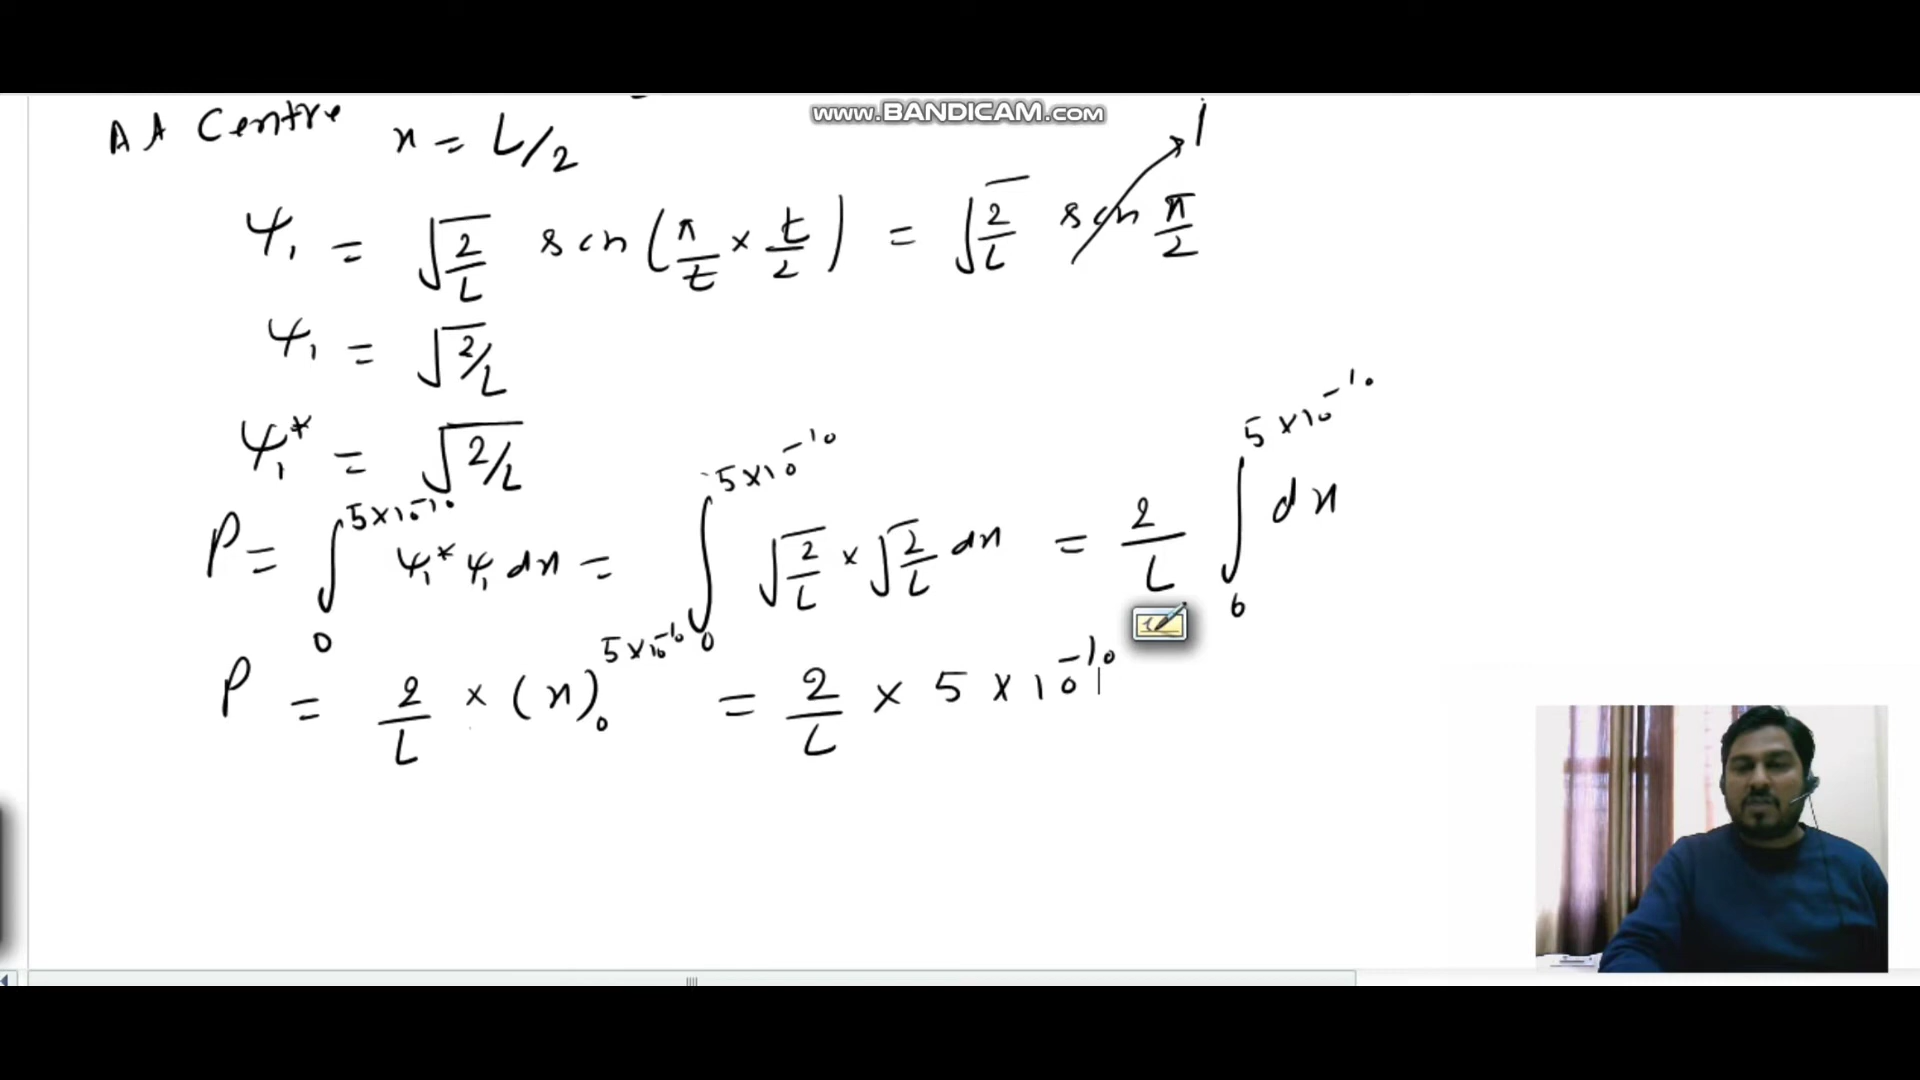 www.BANDICAM.com
At Centre x = L/2
1
ψ₁ = √(2/L) sin(π/L × L/2) = √(2/L) sin π/2
ψ₁ = √(2/L)
ψ₁* = √(2/L)
P = ∫₀^(5×10⁻¹⁰) ψ₁* ψ₁ dx = ∫₀^(5×10⁻¹⁰) √(2/L) × √(2/L) dx = 2/L ∫₀^(5×10⁻¹⁰) dx
P = 2/L × (x)₀^(5×10⁻¹⁰) = 2/L × 5 × 10⁻¹⁰